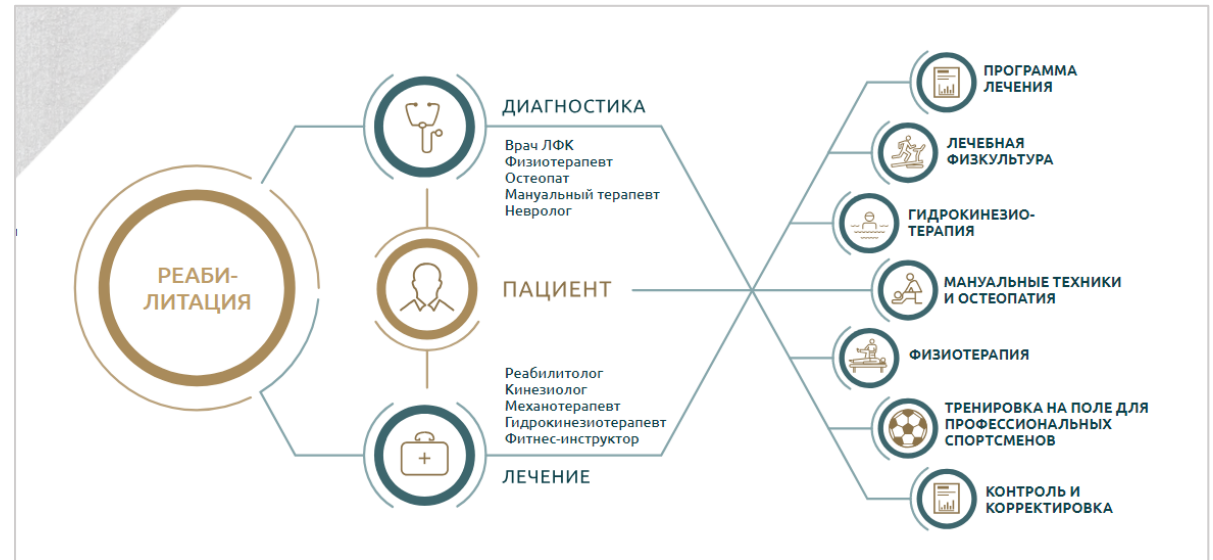 РЕАБИ-
ЛИТАЦИЯ
ДИАГНОСТИКА
Врач ЛФК
Физиотерапевт
Остеопат
Мануальный терапевт
Невролог
ПАЦИЕНТ
Реабилитолог
Кинезиолог
Механотерапевт
Гидрокинезиотерапевт
Фитнес-инструктор
ЛЕЧЕНИЕ
ПРОГРАММА
ЛЕЧЕНИЯ
ЛЕЧЕБНАЯ
ФИЗКУЛЬТУРА
ГИДРОКИНЕЗИО-
ТЕРАПИЯ
МАНУАЛЬНЫЕ ТЕХНИКИ
И ОСТЕОПАТИЯ
ФИЗИОТЕРАПИЯ
ТРЕНИРОВКА НА ПОЛЕ ДЛЯ
ПРОФЕССИОНАЛЬНЫХ
СПОРТСМЕНОВ
КОНТРОЛЬ И
КОРРЕКТИРОВКА